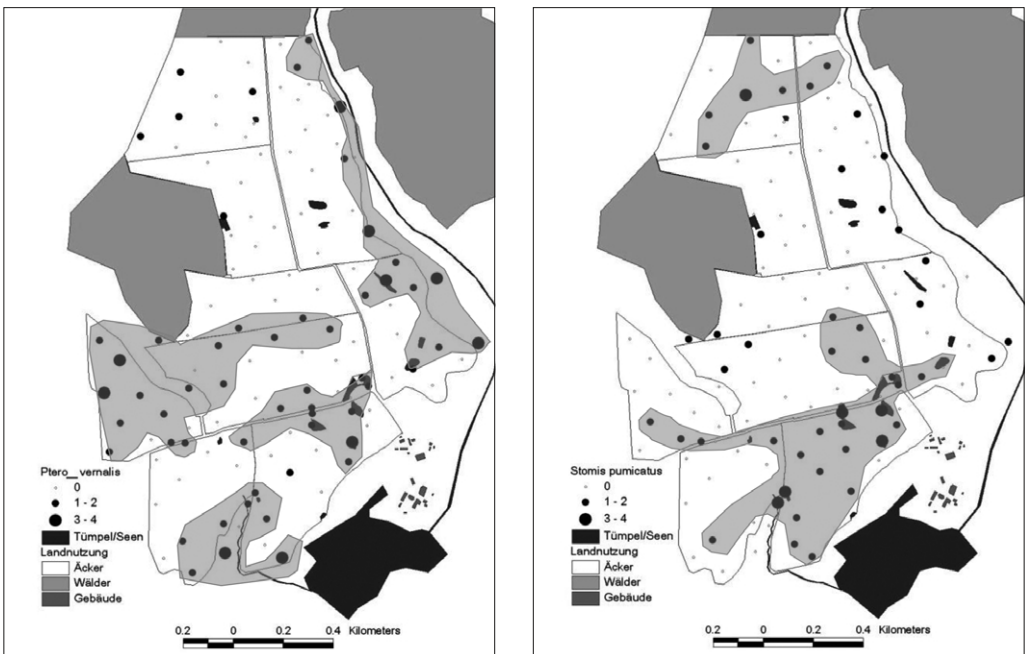 Ptero_ vernalis
0
1 - 2
3 - 4
Tümpel/Seen
Landnutzung
Äcker
Wälder
Gebäude
0.2 0 0.2 0.4 Kilometers
Stomis pumicatus
0
1 - 2
3 - 4
Tümpel/Seen
Landnutzung
Äcker
Wälder
Gebäude
0.2 0 0.2 0.4 Kilometers